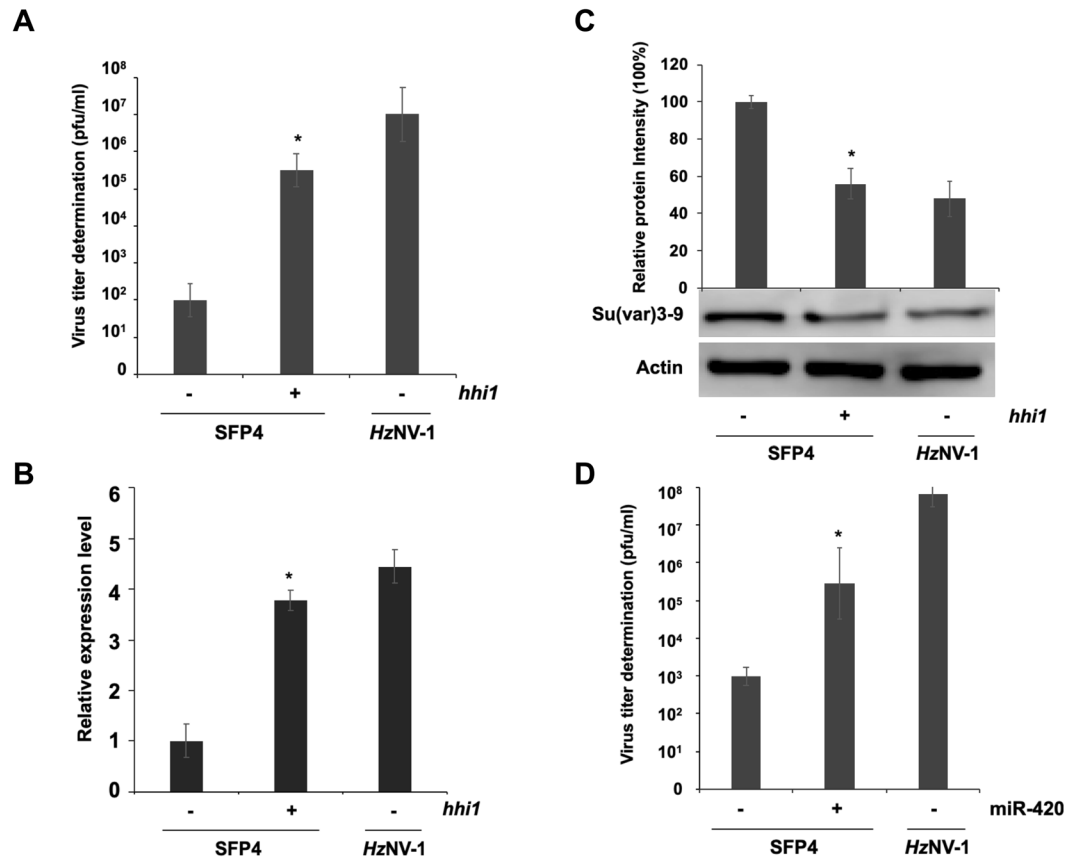 A
Virus titer determination (pfu/ml)
10⁸
10⁷
10⁶
10⁵
10⁴
10³
10²
10¹
0
*
- + - hhi1
SFP4 HzNV-1
B
Relative expression level
6
5
4
3
2
1
0
*
- + - hhi1
SFP4 HzNV-1
C
Relative protein Intensity (100%)
120
100
80
60
40
20
0
*
Su(var)3-9
Actin
- + - hhi1
SFP4 HzNV-1
D
Virus titer determination (pfu/ml)
10⁸
10⁷
10⁶
10⁵
10⁴
10³
10²
10¹
0
*
- + - miR-420
SFP4 HzNV-1